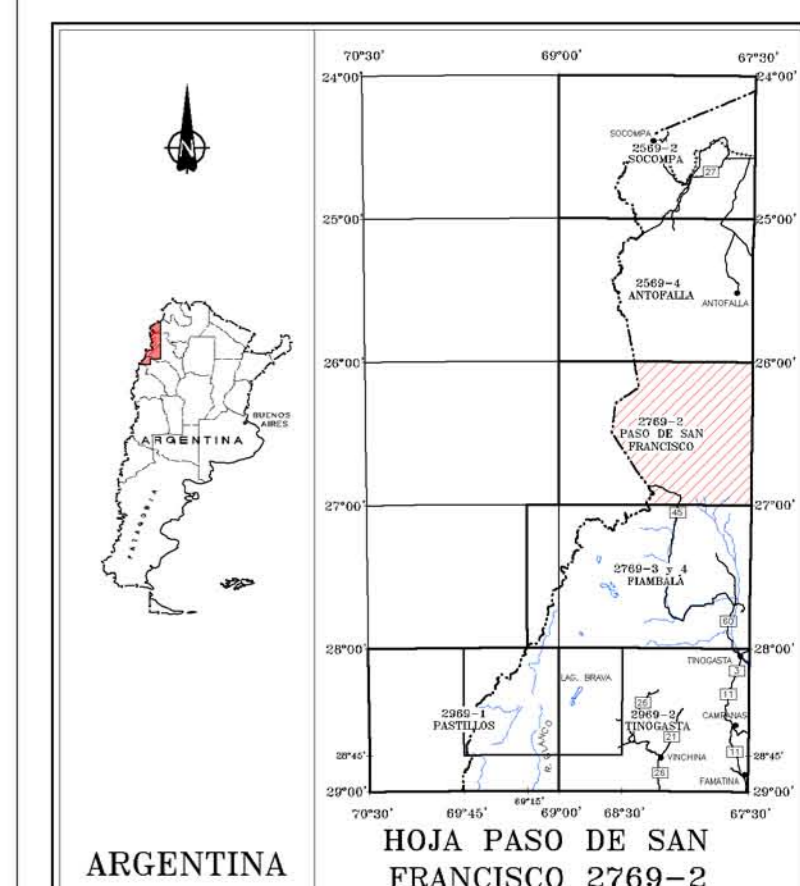 70°30'
69°00'
67°30'
24°00'
24°00'
N
SOCOMPA
2569-2
SOCOMPA
27
25°00'
25°00'
2569-4
ANTOFALLA
ANTOFALLA
26°00'
26°00'
BUENOS
AIRES
ARGENTINA
PATAGONIA
2769-2
PASO DE SAN
FRANCISCO
27°00'
27°00'
45
2769-3 y 4
FIAMBALÁ
60
28°00'
28°00'
TINOGASTA
3
LAG. BRAVA
11
26
2969-1
PASTILLOS
2969-2
TINOGASTA
CAMPANAS
21
R. BLANCO
11
28°45'
28°45'
VINCHINA
26
FAMATINA
29°00'
29°00'
70°30'
69°45'
69°15'
69°00'
68°30'
67°30'
ARGENTINA
HOJA PASO DE SAN
FRANCISCO 2769-2